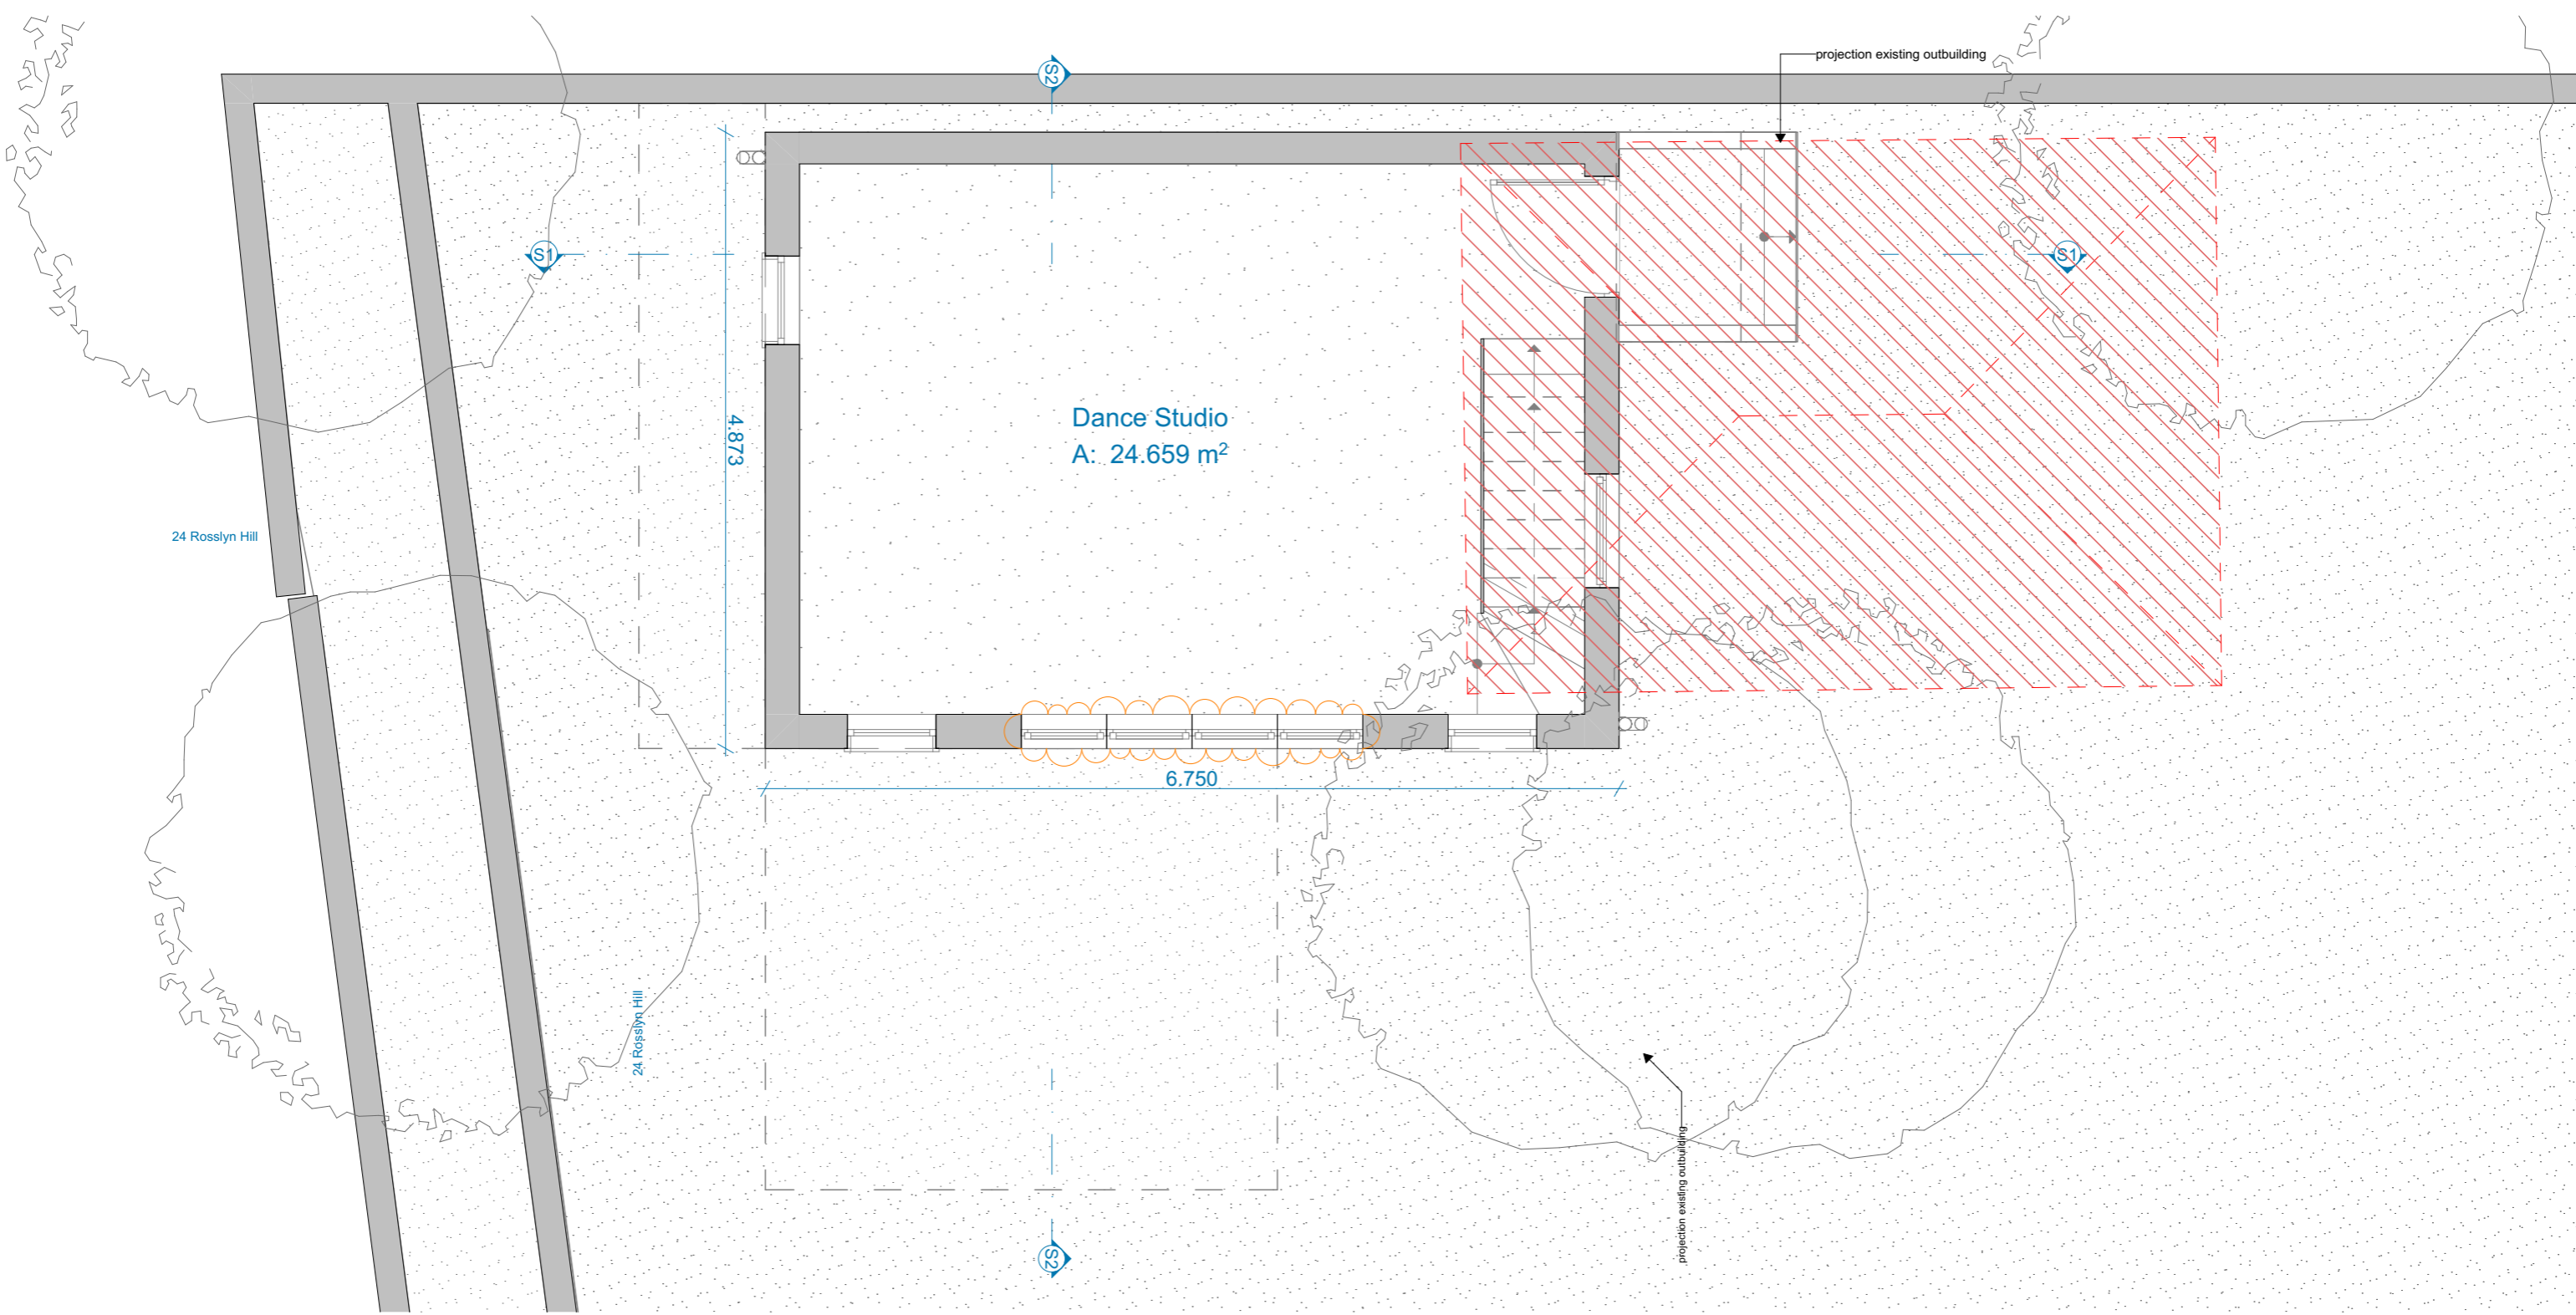 projection existing outbuilding
S2
S1
S1
4.873
Dance Studio
A: 24.659 m²
24 Rosslyn Hill
6.750
24 Rosslyn Hill
projection existing outbuilding
S2